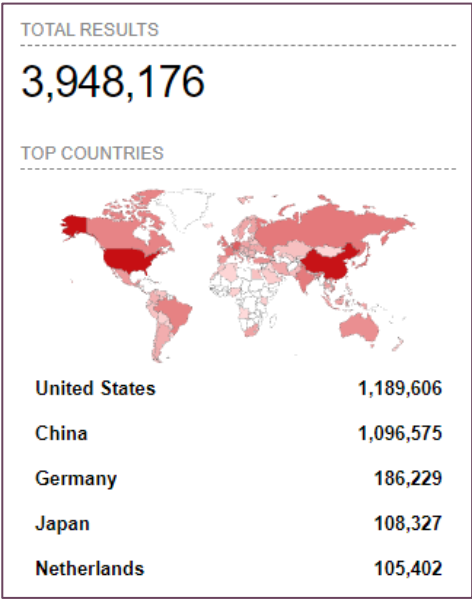 TOTAL RESULTS
3,948,176
TOP COUNTRIES
United States 1,189,606
China 1,096,575
Germany 186,229
Japan 108,327
Netherlands 105,402